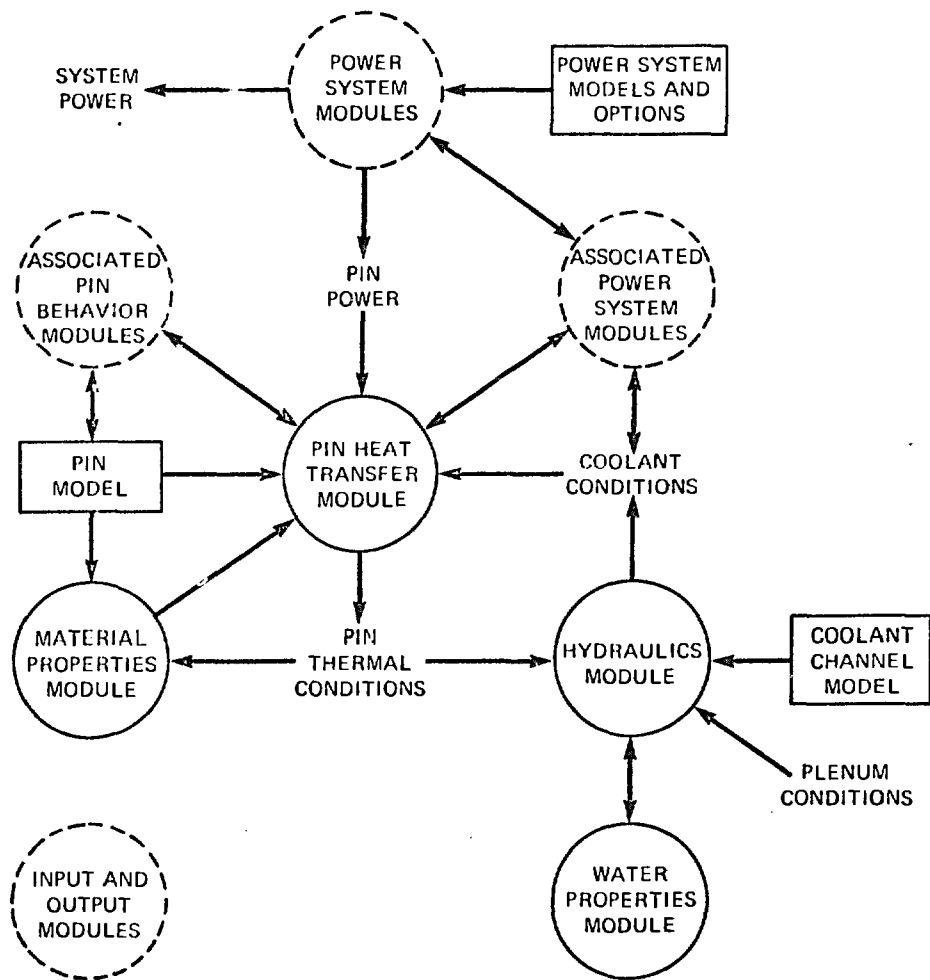 SYSTEM
POWER
POWER
SYSTEM
MODULES
POWER SYSTEM
MODELS AND
OPTIONS
ASSOCIATED
PIN
BEHAVIOR
MODULES
PIN
POWER
ASSOCIATED
POWER
SYSTEM
MODULES
PIN
MODEL
PIN HEAT
TRANSFER
MODULE
COOLANT
CONDITIONS
MATERIAL
PROPERTIES
MODULE
PIN
THERMAL
CONDITIONS
HYDRAULICS
MODULE
COOLANT
CHANNEL
MODEL
PLENUM
CONDITIONS
INPUT AND
OUTPUT
MODULES
WATER
PROPERTIES
MODULE